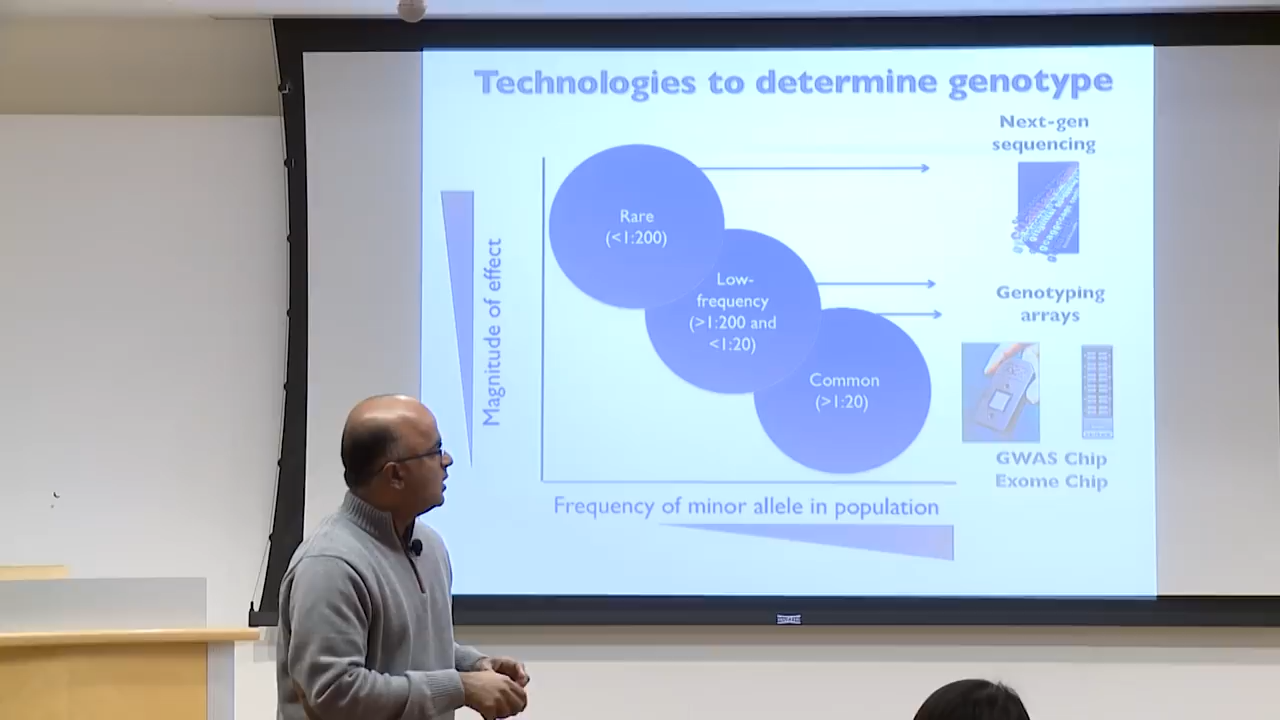 Technologies to determine genotype
Next-gen
sequencing
Rare
(<1:200)
Low-
frequency
(>1:200 and
<1:20)
Genotyping
arrays
Common
(>1:20)
Magnitude of effect
GWAS Chip
Exome Chip
Frequency of minor allele in population